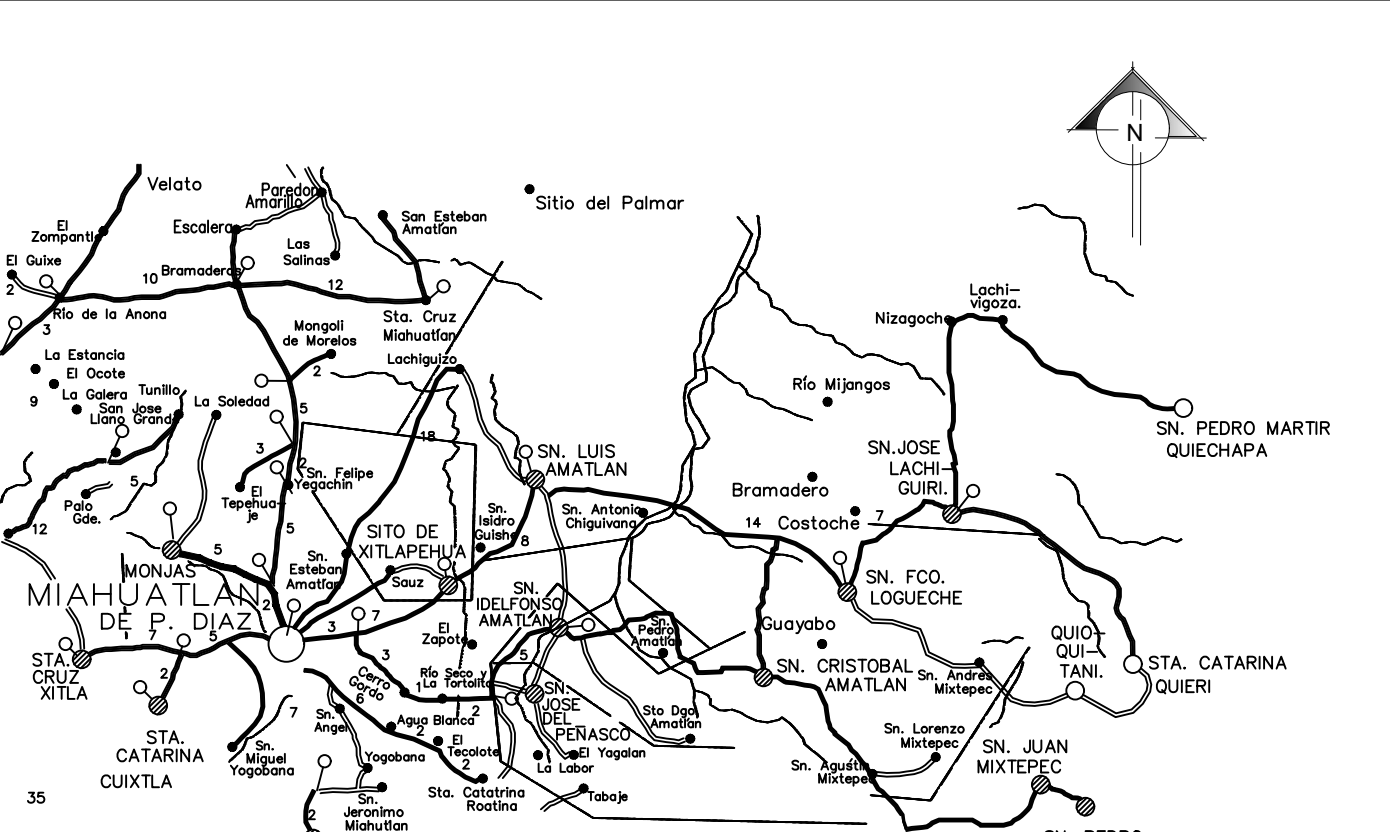 N
Velato
Paredon
Amarillo
Sitio del Palmar
El
Zompantle
Escalera
San Esteban
Amatlan
El Guixe
Las
Salinas
Bramaderos
2
10
12
Lachi-
vigoza.
Río de la Anona
Sta. Cruz
Miahuatlan
Nizagoche
3
Mongoli
de Morelos
La Estancia
Lachiguizo
El Ocote
2
Río Mijangos
La Galera
Tunillo
9
San Jose
Llano Grande
La Soledad
5
SN. PEDRO MARTIR
QUIECHAPA
18
3
SN. LUIS
AMATLAN
SN.JOSE
LACHI-
GUIRI.
2
Sn. Felipe
Yegachin
5
Palo
Gde.
El
Tepehua-
je
Bramadero
Sn.
Isidro
Guishe
Sn. Antonio
Chiguivana
14
Costoche
7
12
5
SITO DE
XITLAPEHUA
8
5
Sn.
Esteban
Amatlan
MONJAS
Sauz
SN.
IDELFONSO
AMATLAN
SN. FCO.
LOGUECHE
MIAHUATLAN
DE P. DIAZ
2
7
3
El
Zapote
Sn.
Pedro
Amatlan
Guayabo
QUIO-
QUI-
TANI.
7
5
3
5
STA.
CRUZ
XITLA
2
Cerro
Gordo
6
Río Seco y
La Tortolita
1
2
SN. CRISTOBAL
AMATLAN
Sn. Andres
Mixtepec
STA. CATARINA
QUIERI
7
Sn.
Angel
Agua Blanca
2
SN.
JOSE
DEL
PEÑASCO
Sto Dgo.
Amatlan
STA.
CATARINA
CUIXTLA
Sn.
Miguel
Yogobana
Yogobana
El
Tecolote
2
El Yagalan
La Labor
Sn. Lorenzo
Mixtepec
SN. JUAN
MIXTEPEC
Sn. Agustin
Mixtepec
35
Sn.
Jeronimo
Miahutlan
Sta. Catatrina
Roatina
Tabaje
2
SN. PEDRO